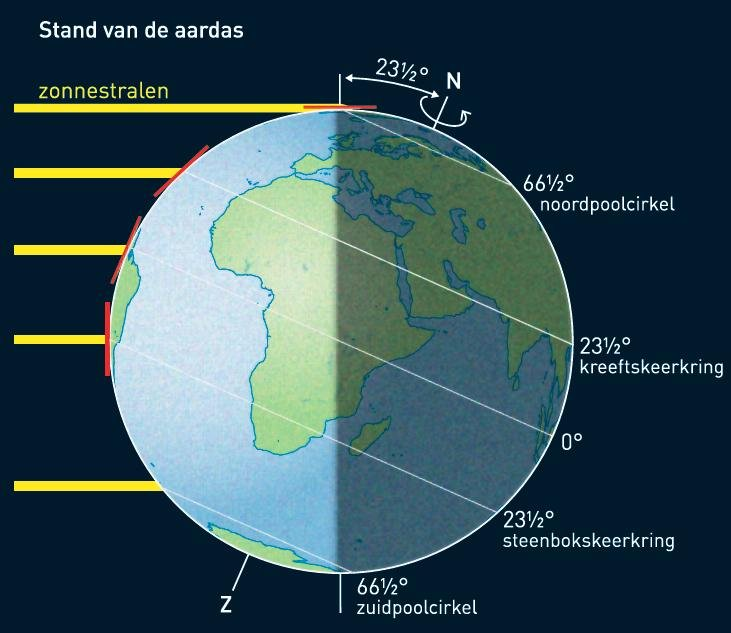 Stand van de aardas
zonnestralen
23½°
N
66½°
noordpoolcirkel
23½°
kreeftskeerkring
0°
23½°
steenbokskeerkring
66½°
zuidpoolcirkel
Z